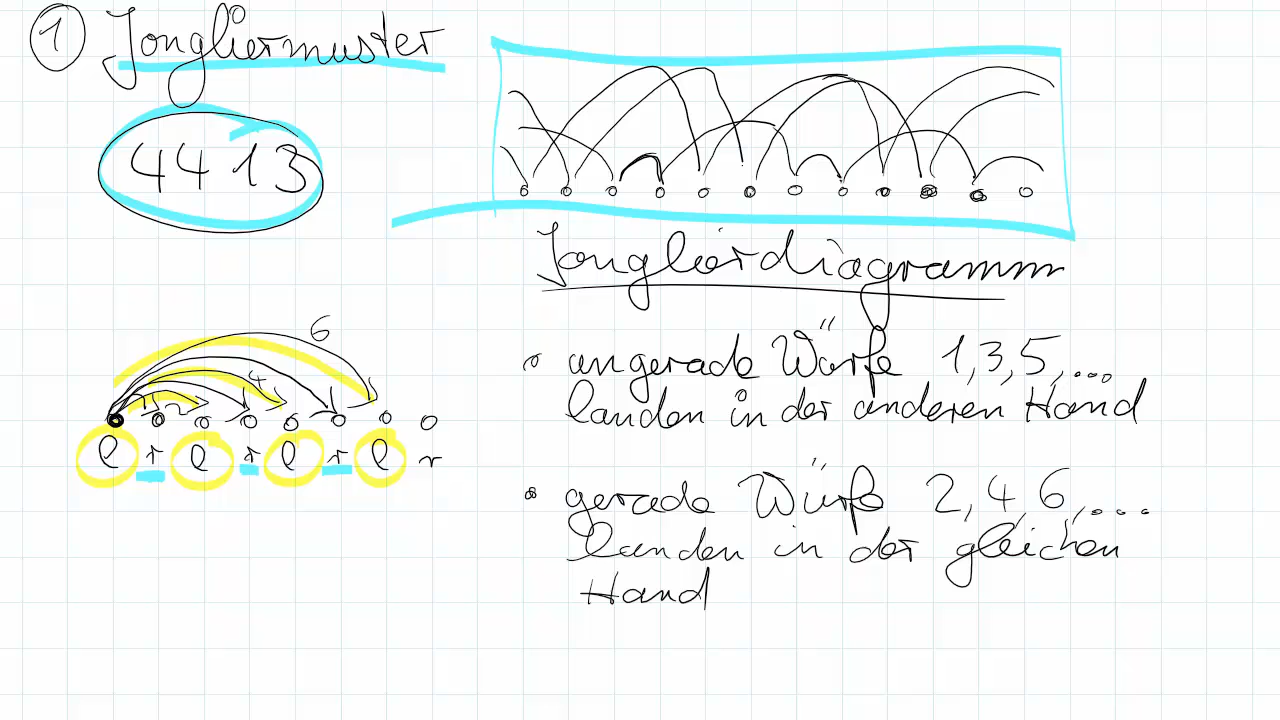 ① Jongliermuster
4413
Jonglierdiagramm
• ungerade Würfe 1,3,5,...
landen in der anderen Hand
• gerade Würfe 2,4,6,...
landen in der gleichen
Hand
6
4
2
l r l r l r l r